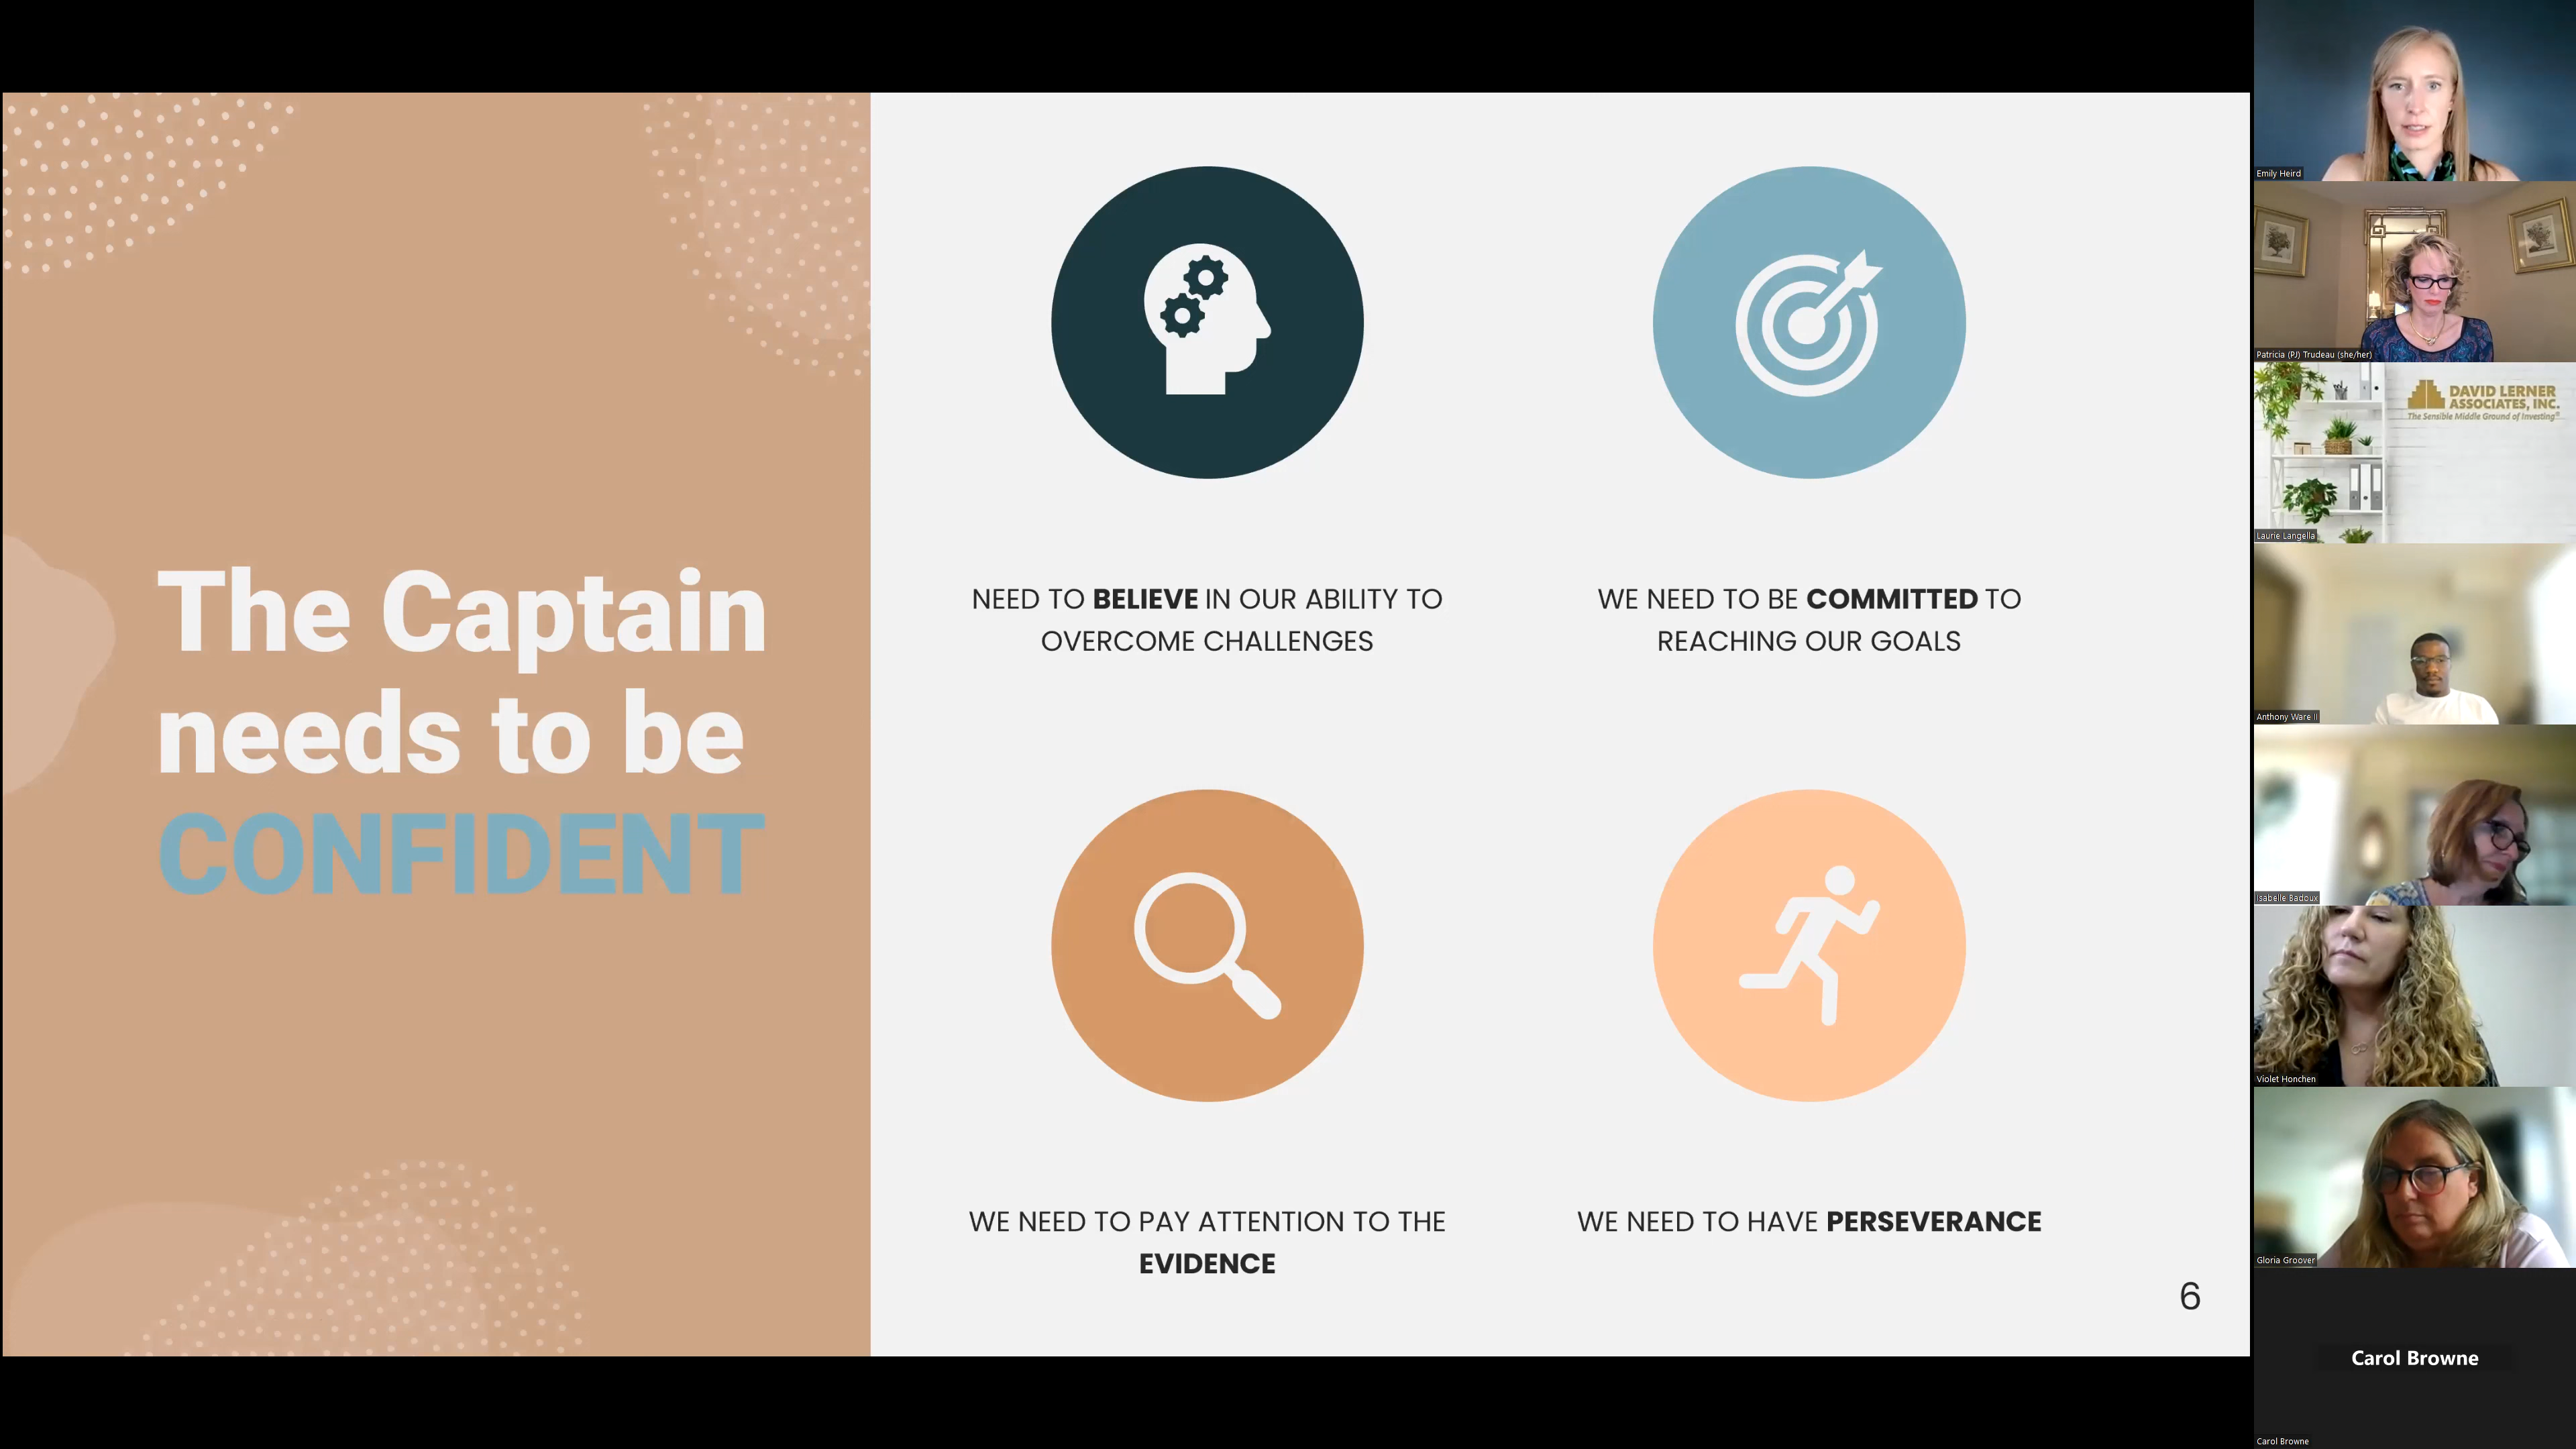 The Captain
needs to be
CONFIDENT
NEED TO BELIEVE IN OUR ABILITY TO
OVERCOME CHALLENGES
WE NEED TO BE COMMITTED TO
REACHING OUR GOALS
WE NEED TO PAY ATTENTION TO THE
EVIDENCE
WE NEED TO HAVE PERSEVERANCE
6
Emily Heird
Patricia (PJ) Trudeau (she/her)
DAVID LERNER
ASSOCIATES, INC.
The Sensible Middle Ground of Investing®
Laurie Langella
Anthony Ware II
Isabelle Badoux
Violet Honchen
Gloria Groover
Carol Browne
Carol Browne